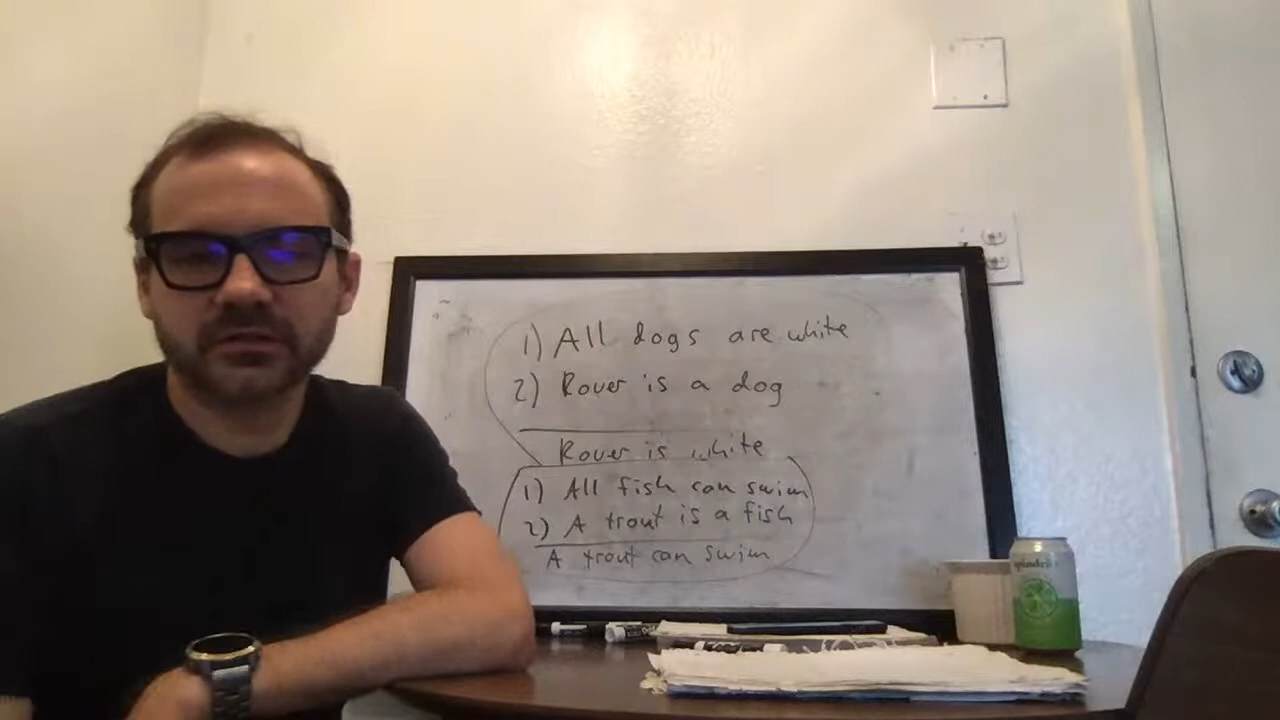 1) All dogs are white
2) Rover is a dog
Rover is white
1) All fish can swim
2) A trout is a fish
A trout can swim
spindrift